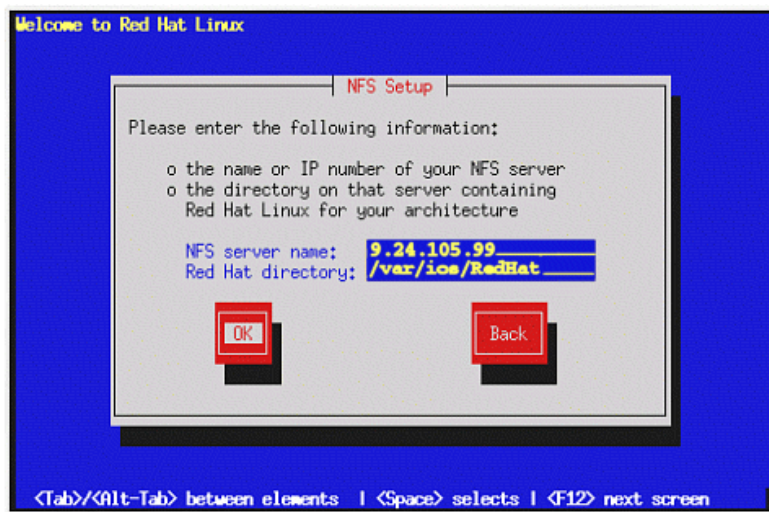 Welcome to Red Hat Linux
NFS Setup
Please enter the following information:
o the name or IP number of your NFS server
o the directory on that server containing
Red Hat Linux for your architecture
NFS server name: 9.24.105.99
Red Hat directory: /var/ios/RedHat
OK Back
<Tab>/<Alt-Tab> between elements | <Space> selects | <F12> next screen